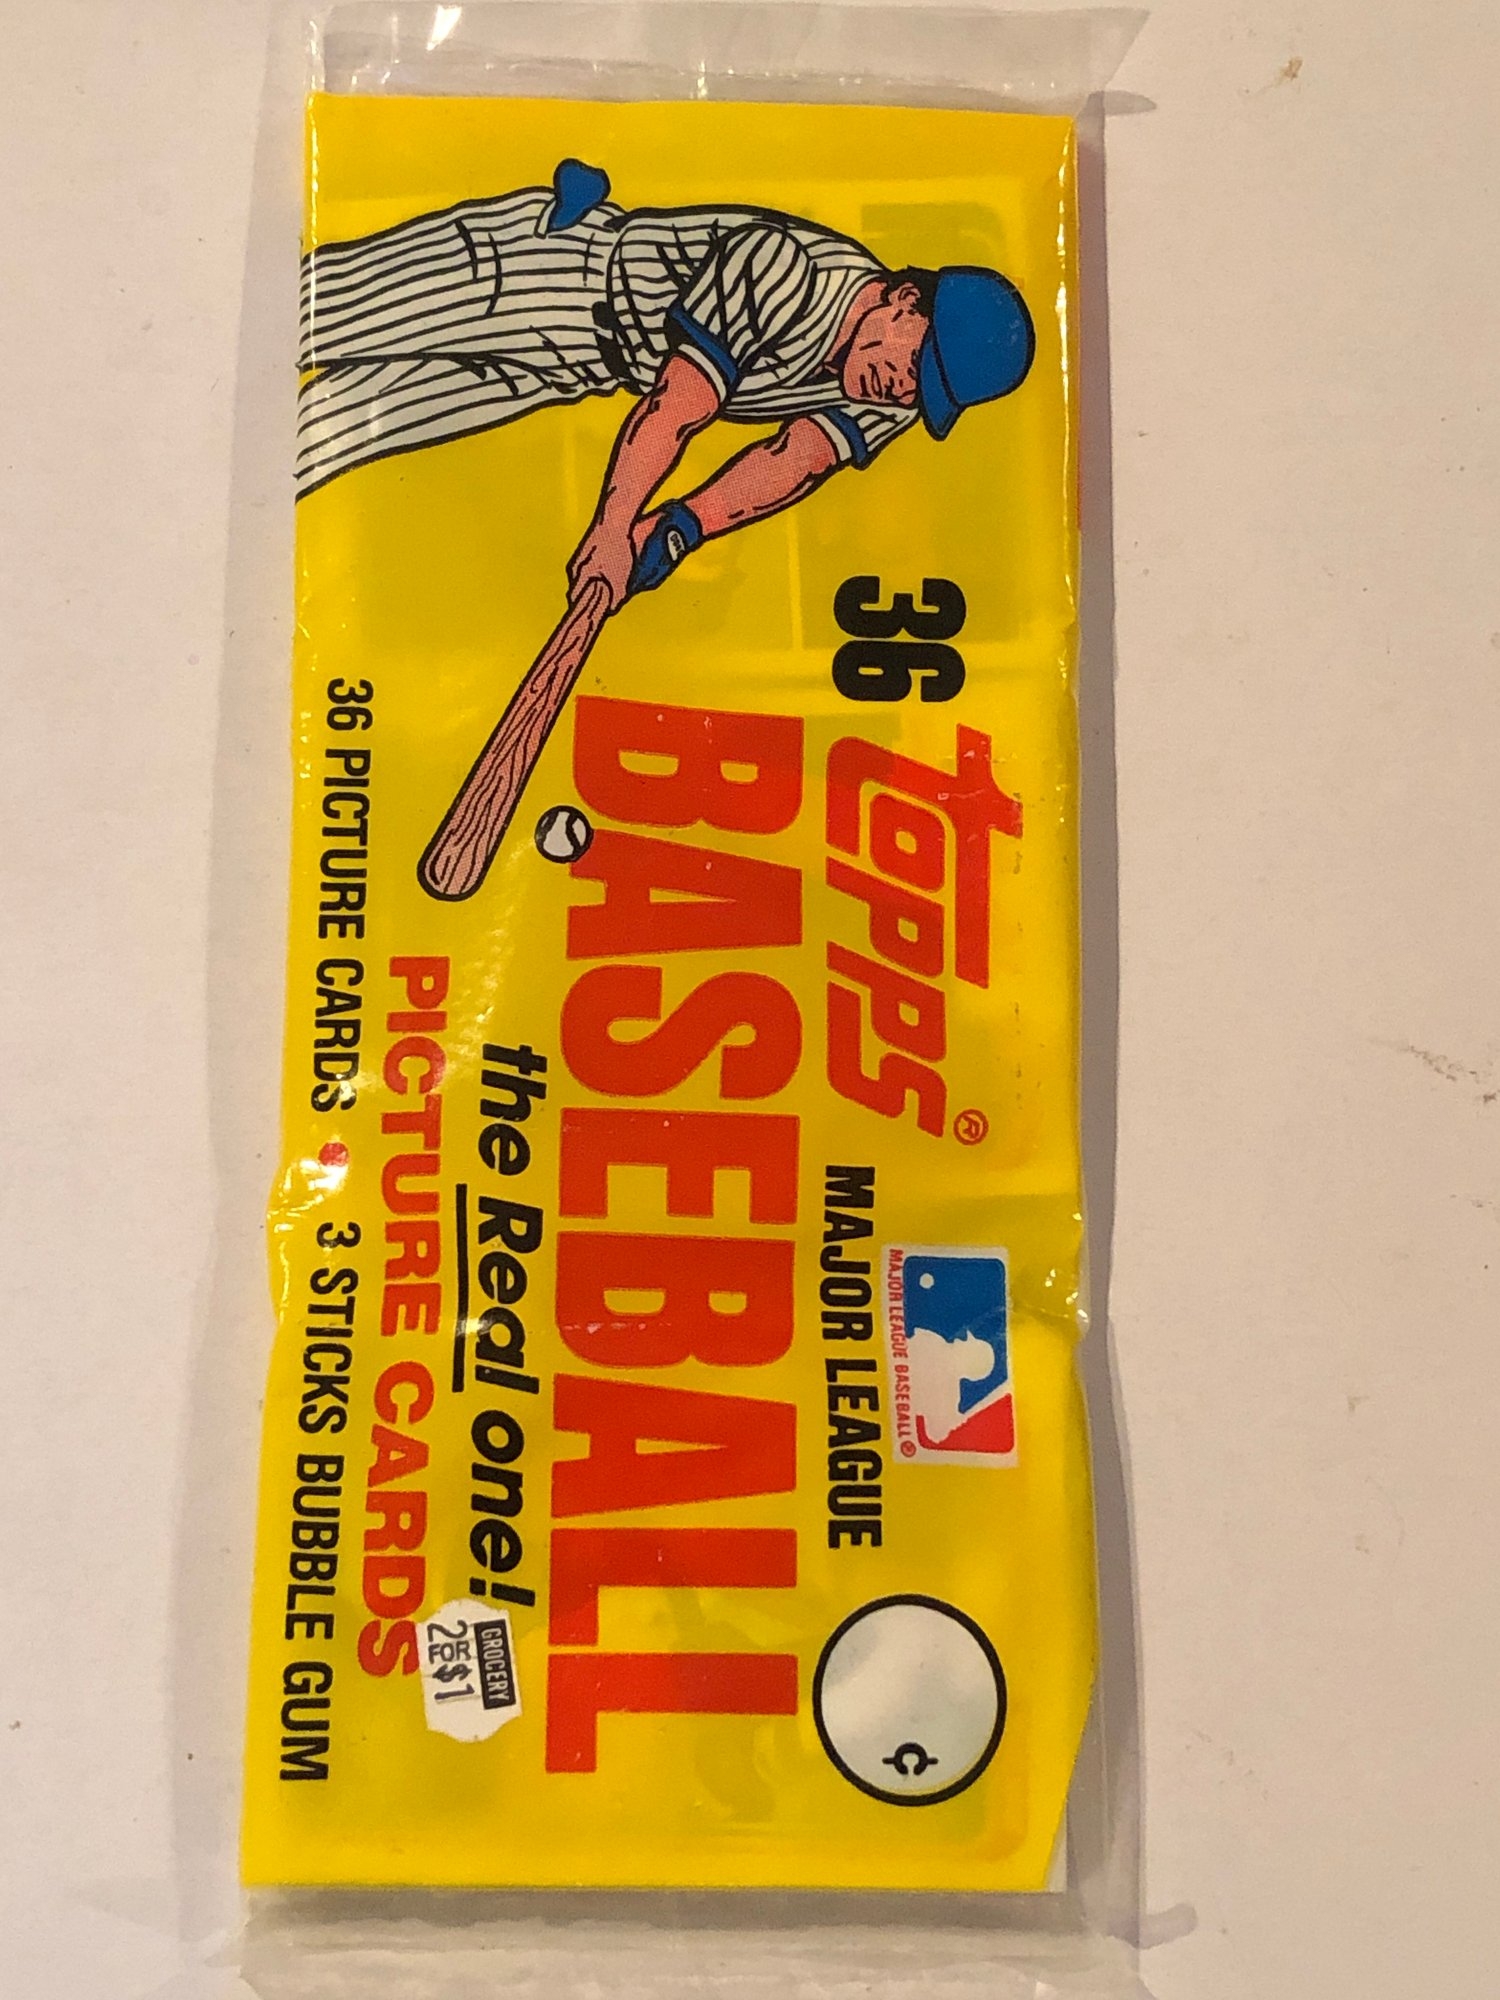 36 TOPPS®
MAJOR LEAGUE BASEBALL®
MAJOR LEAGUE
¢
BASEBALL
the Real one!
PICTURE CARDS
GROCERY
2 FOR $1
36 PICTURE CARDS • 3 STICKS BUBBLE GUM